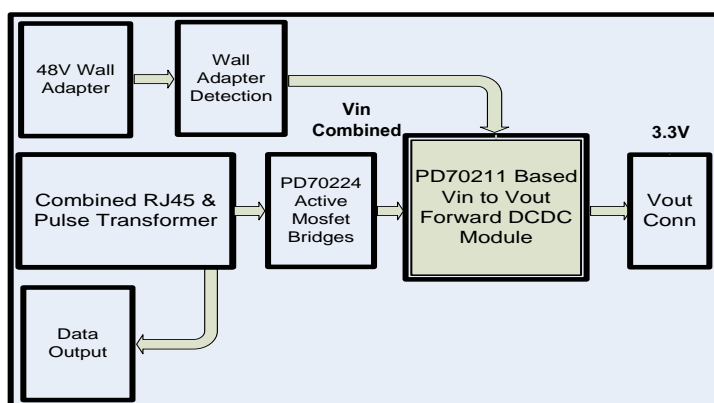 48V Wall
Adapter
Wall
Adapter
Detection
Vin
Combined
3.3V
Combined RJ45 &
Pulse Transformer
PD70224
Active
Mosfet
Bridges
PD70211 Based
Vin to Vout
Forward DCDC
Module
Vout
Conn
Data
Output